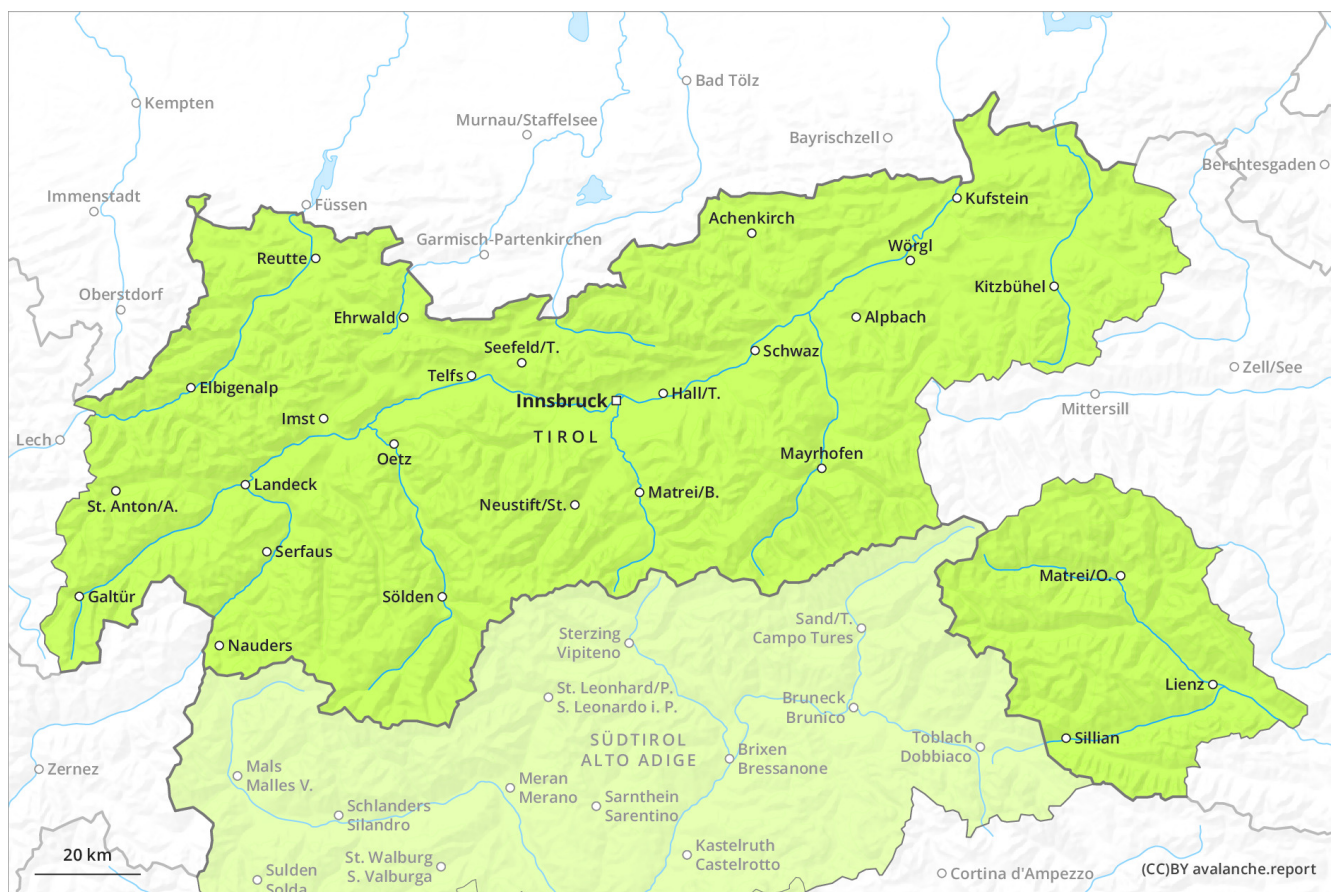 Kempten
Bad Tölz
Murnau/Staffelsee
Bayrischzell
Berchtesgaden
Immenstadt
Füssen
Kufstein
Achenkirch
Garmisch-Partenkirchen
Wörgl
Reutte
Kitzbühel
Oberstdorf
Ehrwald
Alpbach
Seefeld/T.
Schwaz
Zell/See
Telfs
Elbigenalp
Hall/T.
Innsbruck
Mittersill
Imst
TIROL
Lech
Oetz
Mayrhofen
Landeck
St. Anton/A.
Matrei/B.
Neustift/St.
Serfaus
Matrei/O.
Galtür
Sölden
Sand/T.
Campo Tures
Sterzing
Vipiteno
Nauders
Lienz
St. Leonhard/P.
S. Leonardo i. P.
Bruneck
Brunico
SÜDTIROL
ALTO ADIGE
Toblach
Dobbiaco
Sillian
Brixen
Bressanone
Zernez
Mals
Malles V.
Meran
Merano
Schlanders
Silandro
Sarnthein
Sarentino
Kastelruth
Castelrotto
20 km
St. Walburg
S. Valburga
Sulden
Solda
Cortina d'Ampezzo
(CC)BY avalanche.report